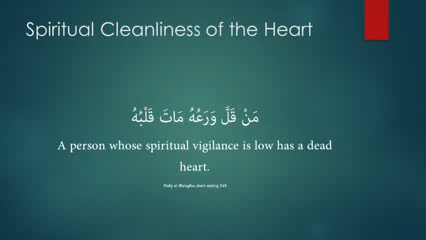 Spiritual Cleanliness of the Heart
مَنْ قَلَّ وَرَعُهُ مَاتَ قَلْبُهُ
A person whose spiritual vigilance is low has a dead
heart.
Nahj al-Balagha, short saying 349